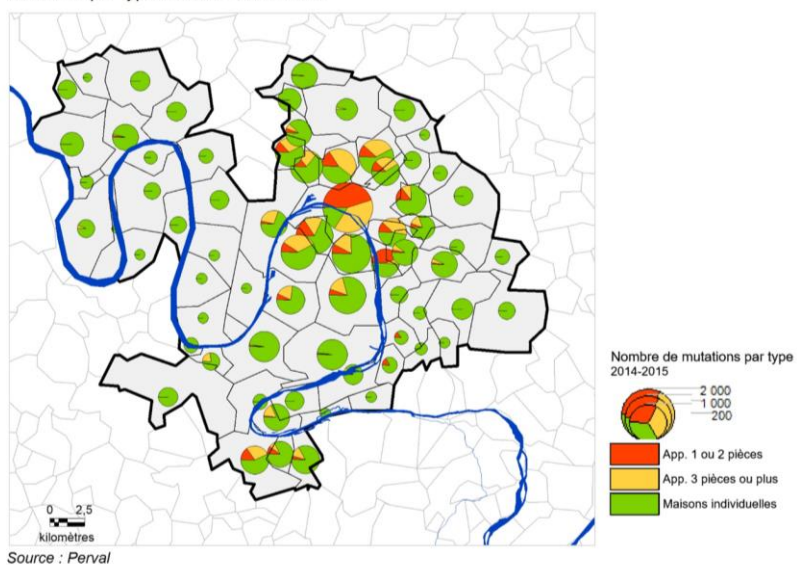 Nombre de mutations par type
2014-2015
2 000
1 000
200
App. 1 ou 2 pièces
App. 3 pièces ou plus
Maisons individuelles
0 2,5
kilomètres
Source : Perval